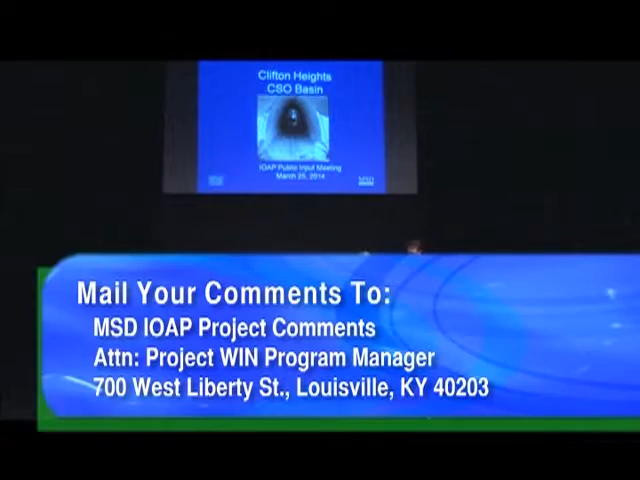 Clifton Heights
CSO Basin
IOAP Public Input Meeting
March 25, 2014
MSD
Mail Your Comments To:
MSD IOAP Project Comments
Attn: Project WIN Program Manager
700 West Liberty St., Louisville, KY 40203